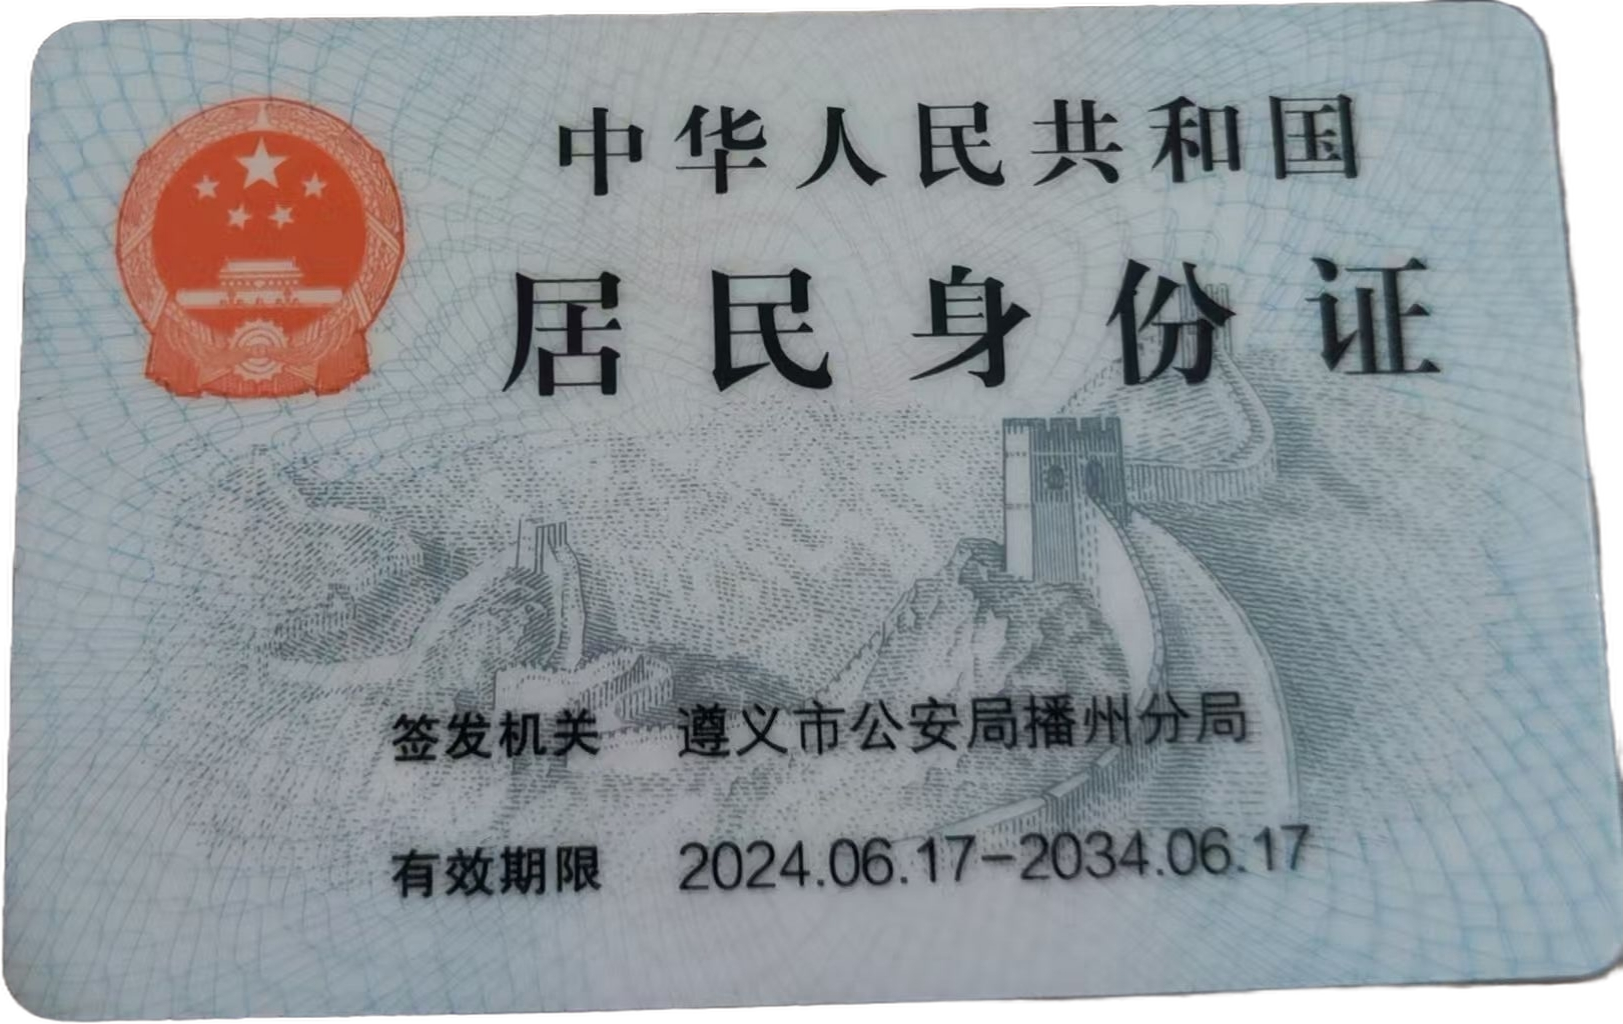 中华人民共和国
居民身份证
签发机关 遵义市公安局播州分局
有效期限 2024.06.17-2034.06.17